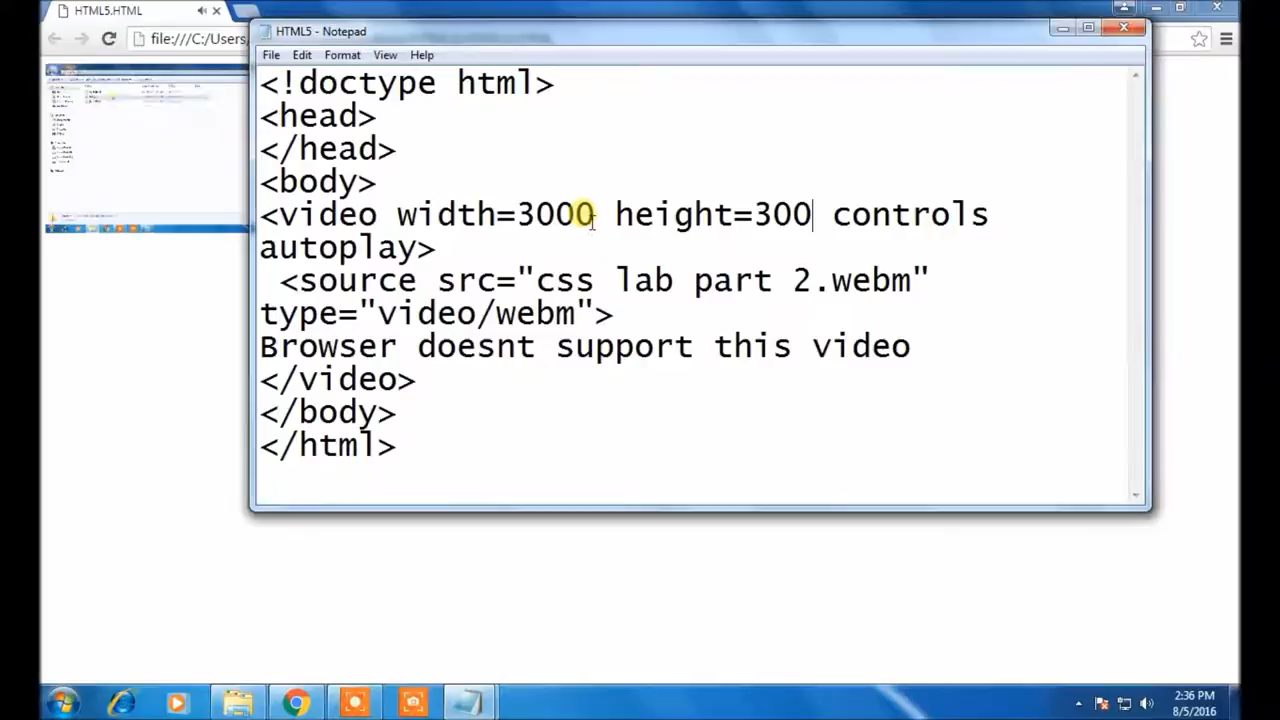 HTML5.HTML
file:///C:/Users,
HTML5 - Notepad
File Edit Format View Help
<!doctype html>
<head>
</head>
<body>
<video width=3000 height=300 controls
autoplay>
<source src="css lab part 2.webm"
type="video/webm">
Browser doesnt support this video
</video>
</body>
</html>
2:36 PM
8/5/2016